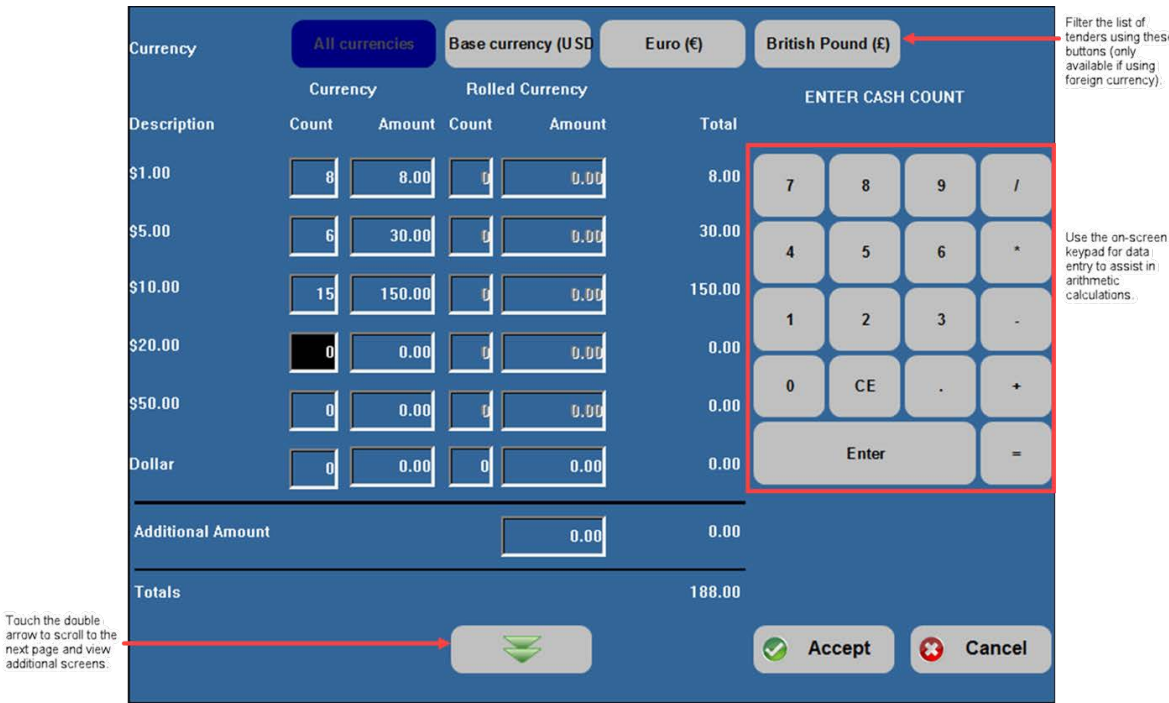 Currency
All currencies
Base currency (USD
Euro (€)
British Pound (£)
Filter the list of
tenders using these
buttons (only
available if using
foreign currency).
Currency
Rolled Currency
ENTER CASH COUNT
Description Count Amount Count Amount Total
$1.00 8 8.00 0 0.00 8.00
$5.00 6 30.00 0 0.00 30.00
$10.00 15 150.00 0 0.00 150.00
$20.00 0 0.00 0 0.00 0.00
$50.00 0 0.00 0 0.00 0.00
Dollar 0 0.00 0 0.00 0.00
Additional Amount 0.00 0.00
Totals 188.00
7 8 9 /
4 5 6 *
1 2 3 -
0 CE . +
Enter =
Use the on-screen
keypad for data
entry to assist in
arithmetic
calculations.
Touch the double
arrow to scroll to the
next page and view
additional screens.
Accept
Cancel